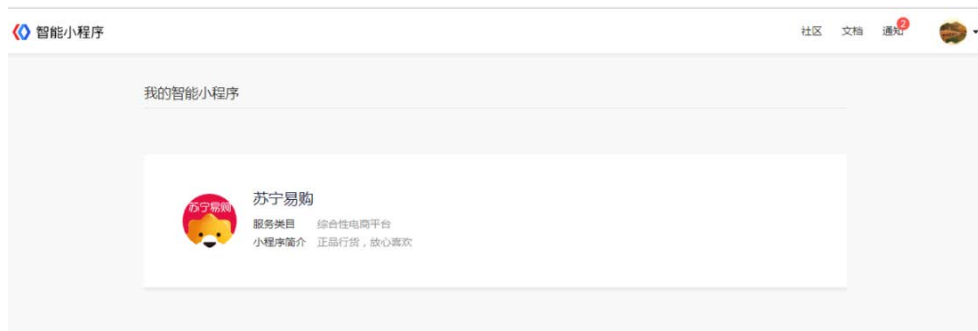 智能小程序 社区 文档 通知 2
我的智能小程序
苏宁易购
苏宁易购
服务类目 综合性电商平台
小程序简介 正品行货，放心喜欢